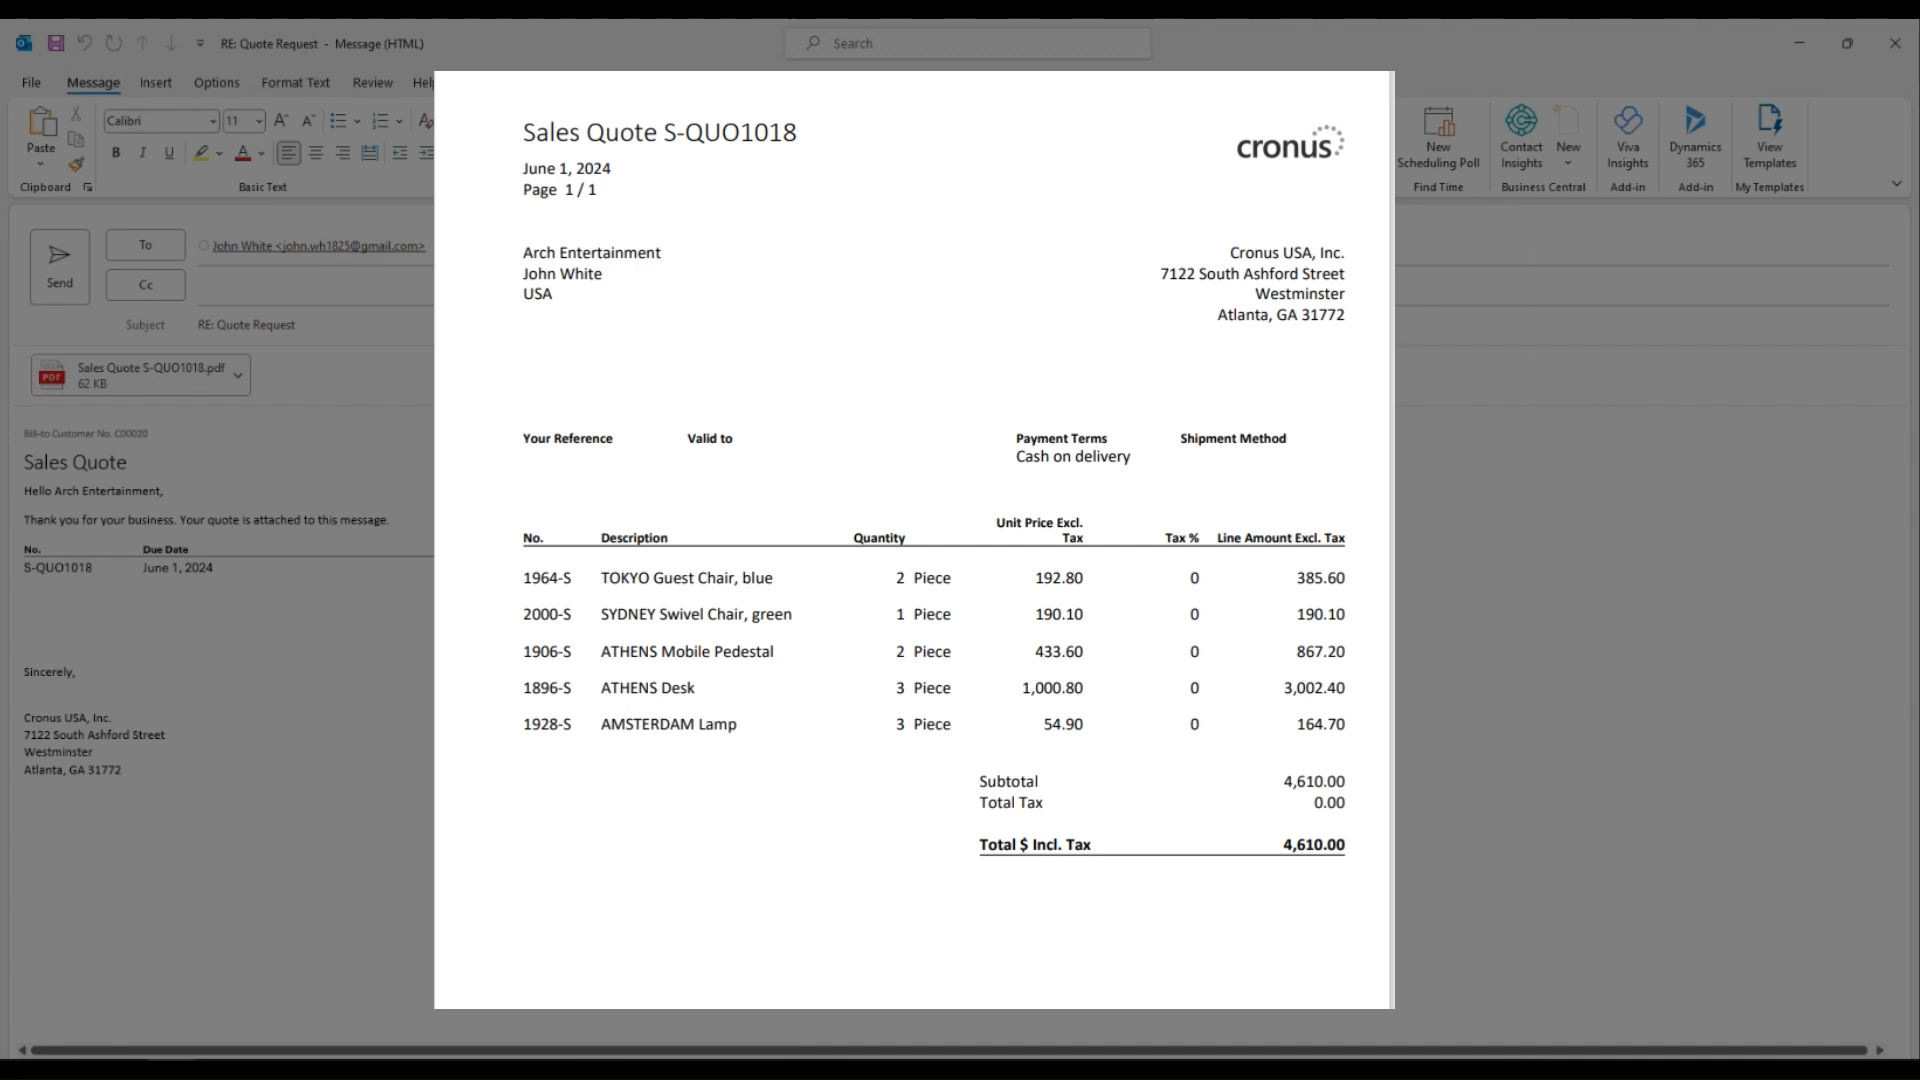 RE: Quote Request - Message (HTML)
Search
File Message Insert Options Format Text Review Help
Calibri 11
Paste
B I U
Clipboard
Basic Text
New Scheduling Poll
Find Time
Contact Insights
New
Business Central
Viva Insights
Add-in
Dynamics 365
Add-in
View Templates
My Templates
Send
To
John White <john.wh1825@gmail.com>
Cc
Subject
RE: Quote Request
PDF
Sales Quote S-QUO1018.pdf
62 KB
Bill-to Customer No. C00020
Sales Quote
Hello Arch Entertainment,
Thank you for your business. Your quote is attached to this message.
No. Due Date
S-QUO1018 June 1, 2024
Sincerely,
Cronus USA, Inc.
7122 South Ashford Street
Westminster
Atlanta, GA 31772
Sales Quote S-QUO1018
cronus
June 1, 2024
Page 1 / 1
Arch Entertainment
John White
USA
Cronus USA, Inc.
7122 South Ashford Street
Westminster
Atlanta, GA 31772
Your Reference Valid to Payment Terms Shipment Method
Cash on delivery
No. Description Quantity Unit Price Excl. Tax Tax % Line Amount Excl. Tax
1964-S TOKYO Guest Chair, blue 2 Piece 192.80 0 385.60
2000-S SYDNEY Swivel Chair, green 1 Piece 190.10 0 190.10
1906-S ATHENS Mobile Pedestal 2 Piece 433.60 0 867.20
1896-S ATHENS Desk 3 Piece 1,000.80 0 3,002.40
1928-S AMSTERDAM Lamp 3 Piece 54.90 0 164.70
Subtotal 4,610.00
Total Tax 0.00
Total $ Incl. Tax 4,610.00